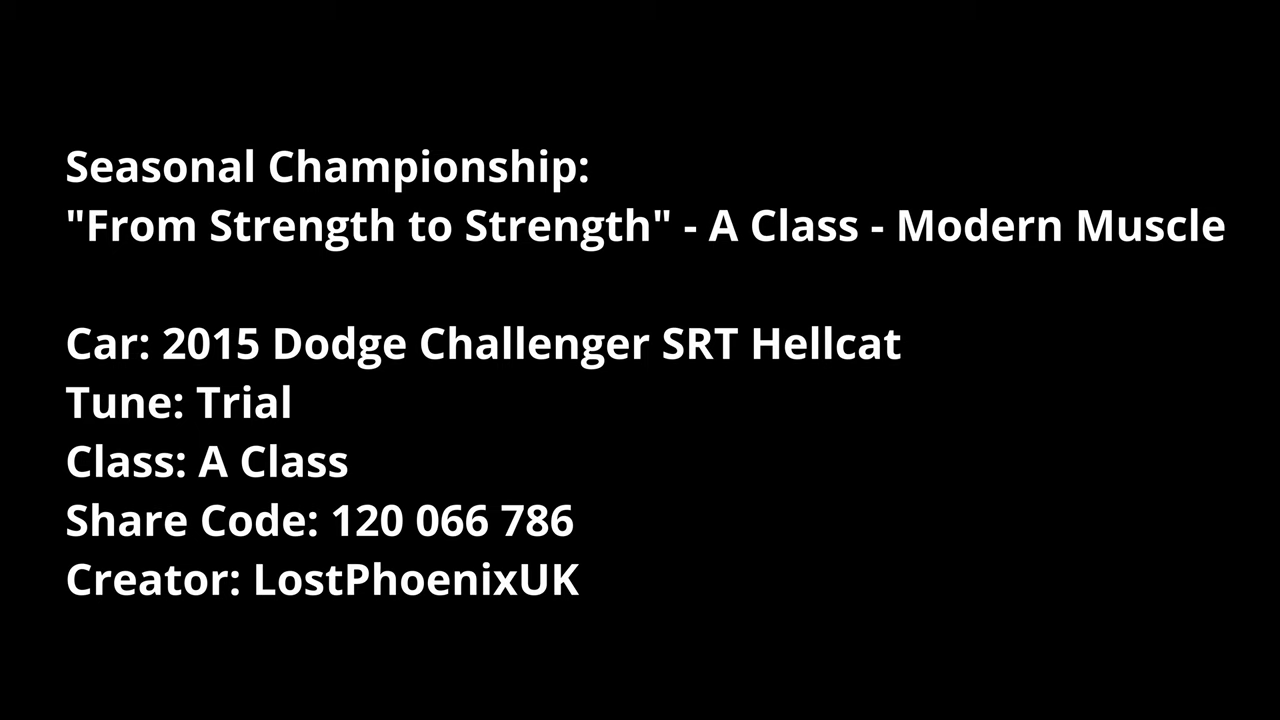 Seasonal Championship:
"From Strength to Strength" - A Class - Modern Muscle
Car: 2015 Dodge Challenger SRT Hellcat
Tune: Trial
Class: A Class
Share Code: 120 066 786
Creator: LostPhoenixUK